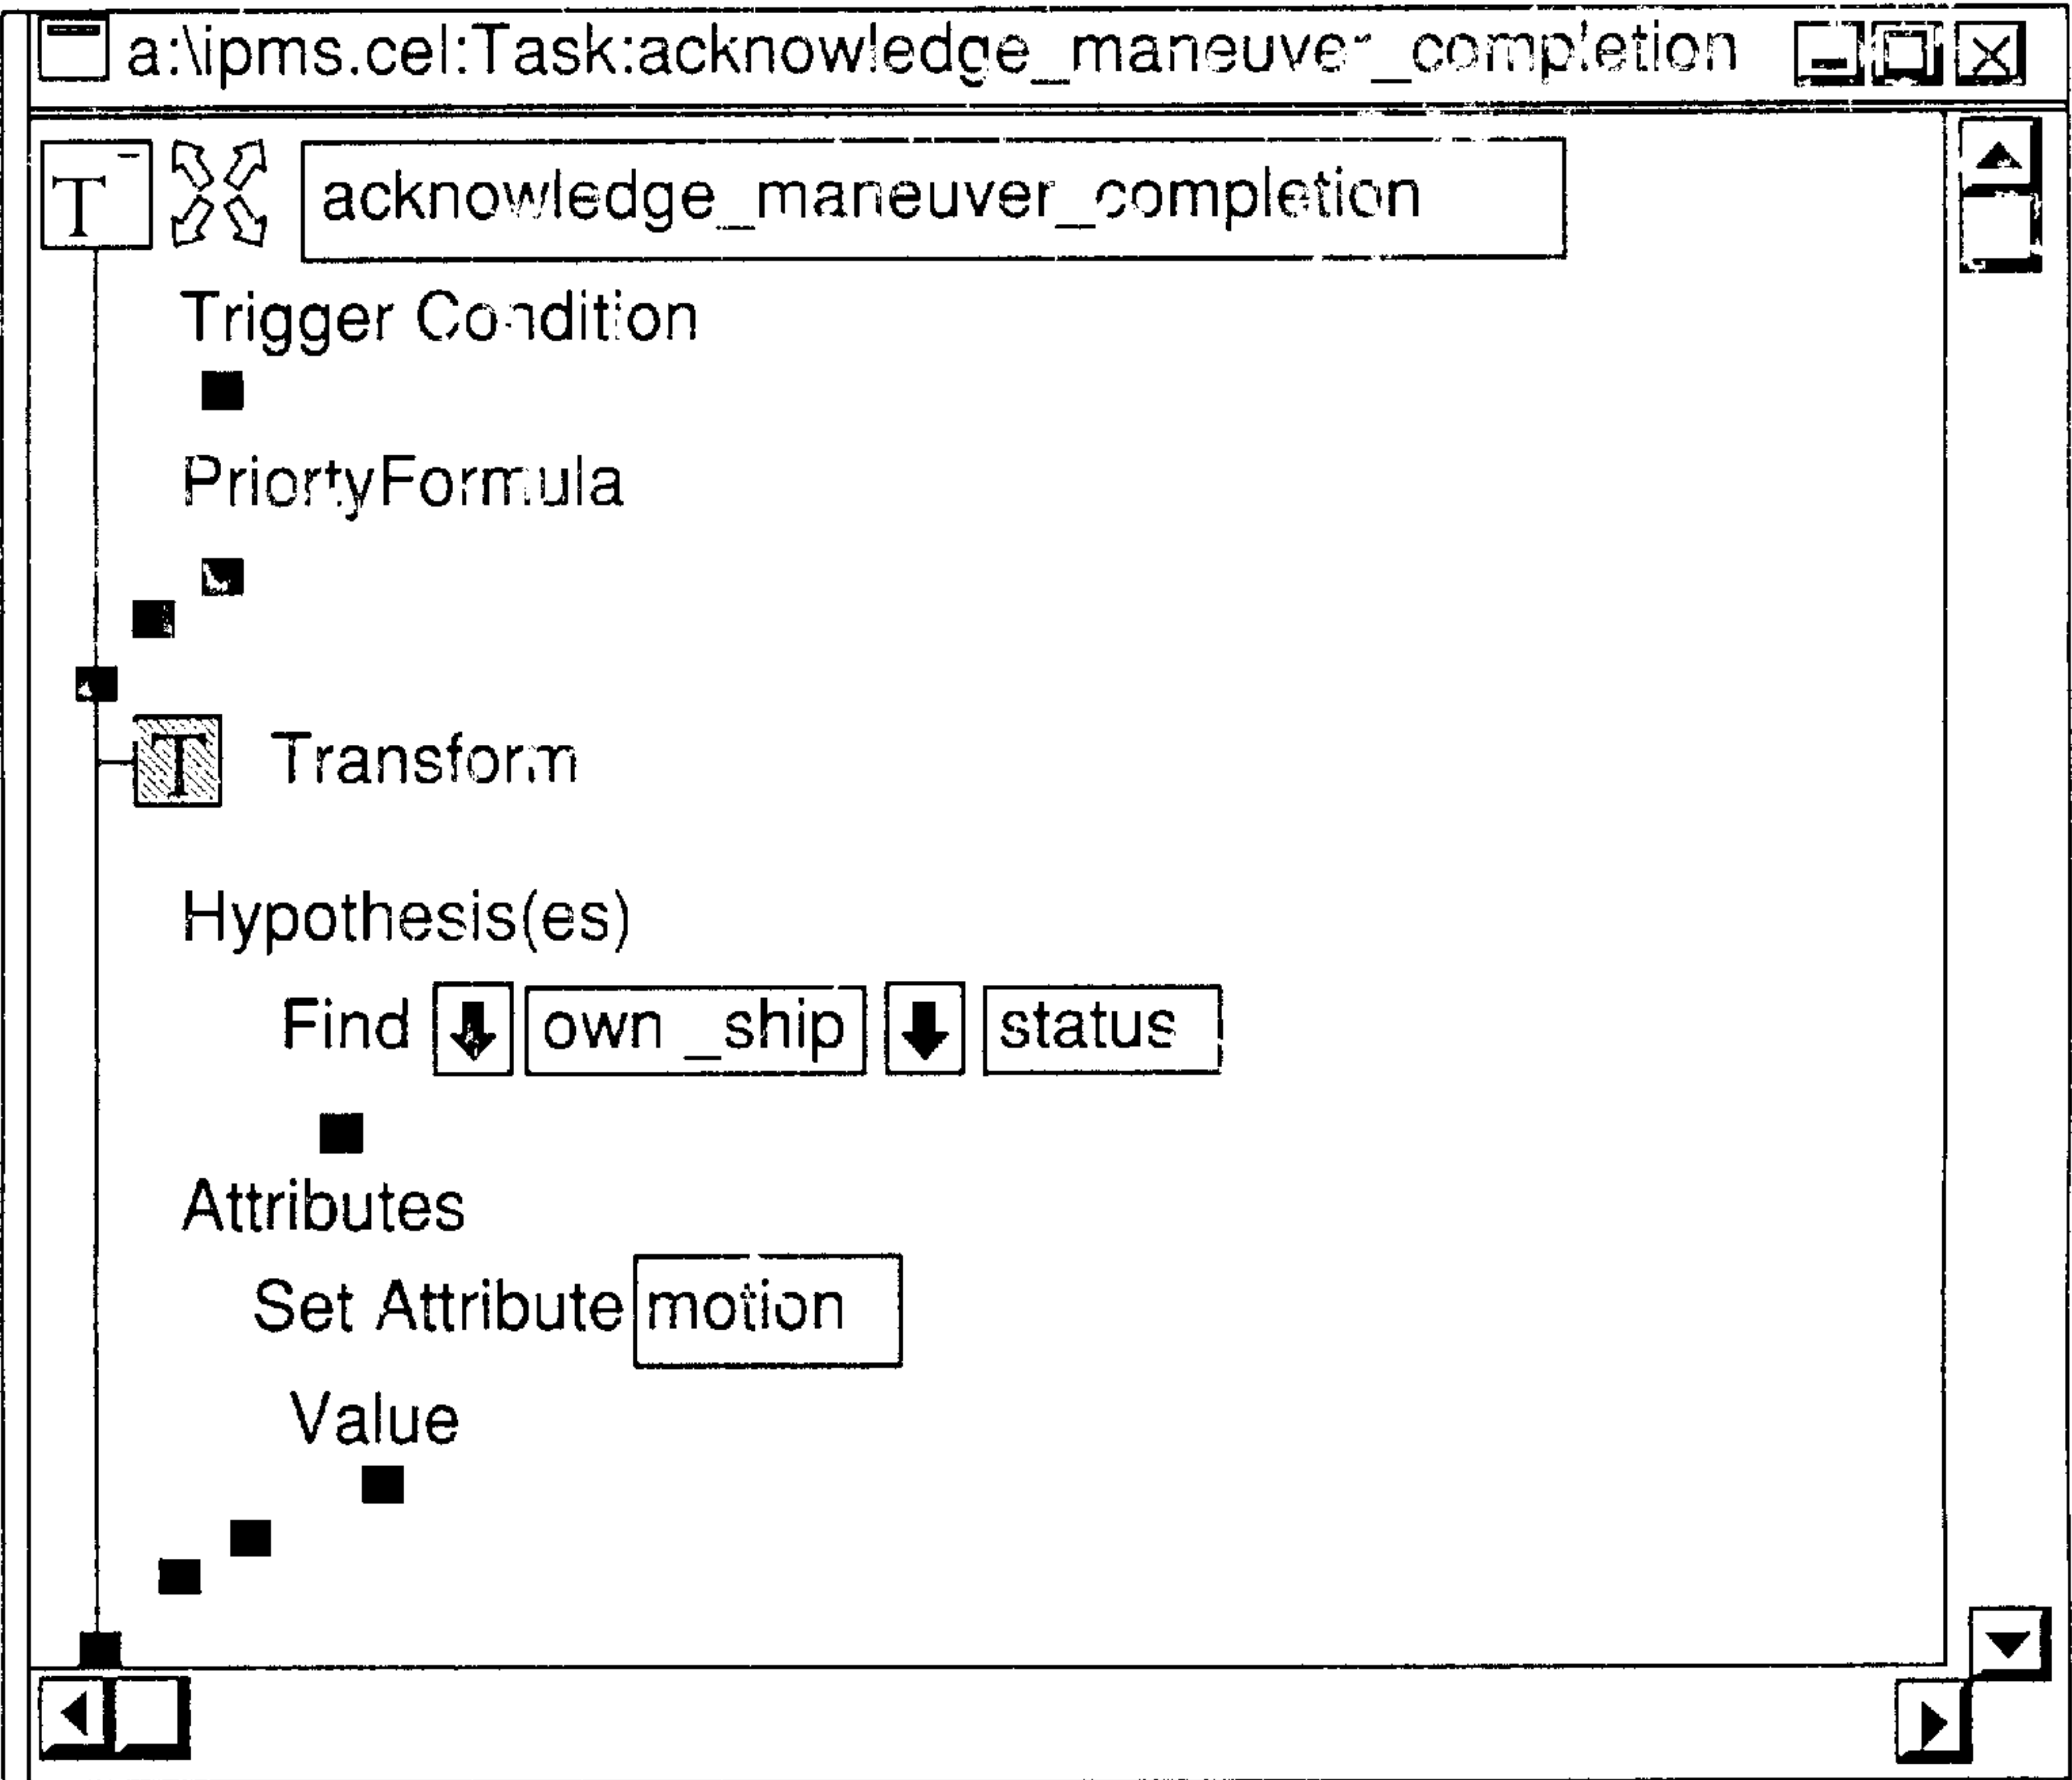 a:\ipms.cel:Task:acknowledge_maneuver_completion
T acknowledge_maneuver_completion
Trigger Condition
PriortyFormula
T Transform
Hypothesis(es)
Find own _ship status
Attributes
Set Attribute motion
Value